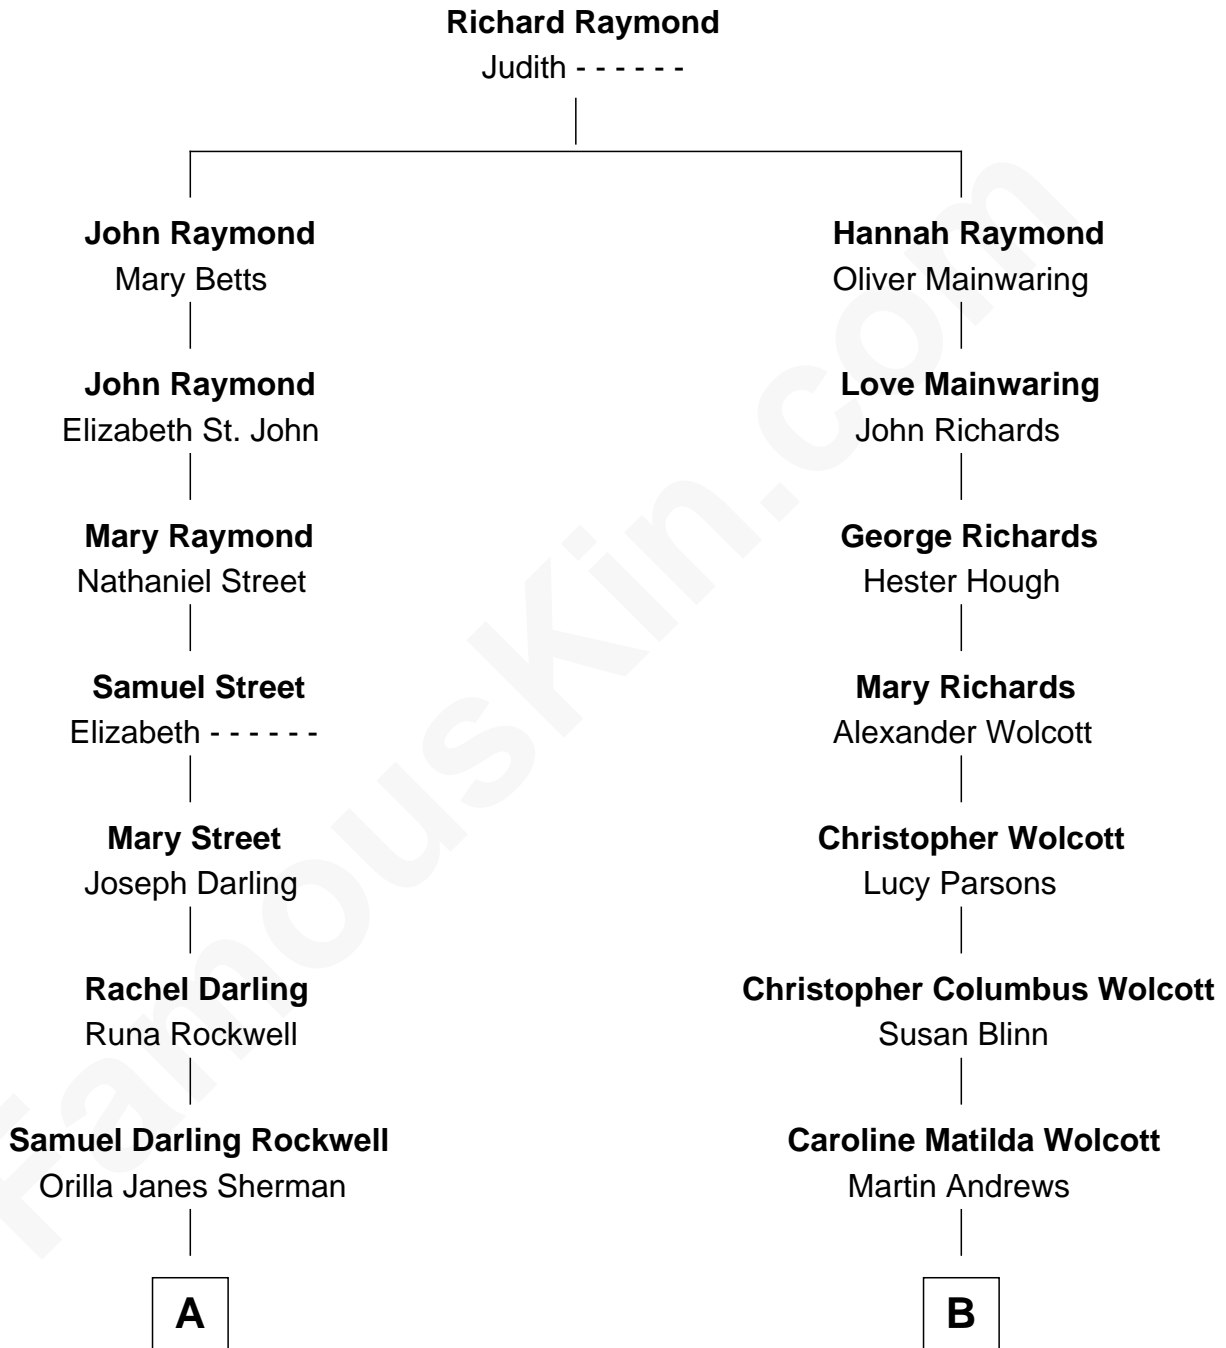 Richard Raymond
Judith - - - - - -
John Raymond
Mary Betts
Hannah Raymond
Oliver Mainwaring
John Raymond
Elizabeth St. John
Love Mainwaring
John Richards
Mary Raymond
Nathaniel Street
George Richards
Hester Hough
Samuel Street
Elizabeth - - - - - -
Mary Richards
Alexander Wolcott
Mary Street
Joseph Darling
Christopher Wolcott
Lucy Parsons
Rachel Darling
Runa Rockwell
Christopher Columbus Wolcott
Susan Blinn
Samuel Darling Rockwell
Orilla Janes Sherman
Caroline Matilda Wolcott
Martin Andrews
A
B
FamousKin.com